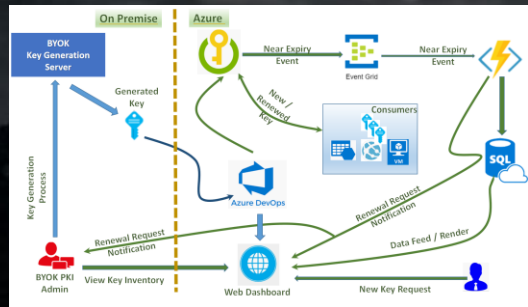 On Premise
Azure
BYOK
Key Generation
Server
Generated
Key
Key Generation
Process
Near Expiry
Event
Event Grid
Near Expiry
Event
New /
Renewed
Key
Consumers
VM
SQL
Azure DevOps
Renewal Request
Notification
Renewal Request
Notification
Data Feed / Render
BYOK PKI
Admin
View Key Inventory
Web Dashboard
New Key Request